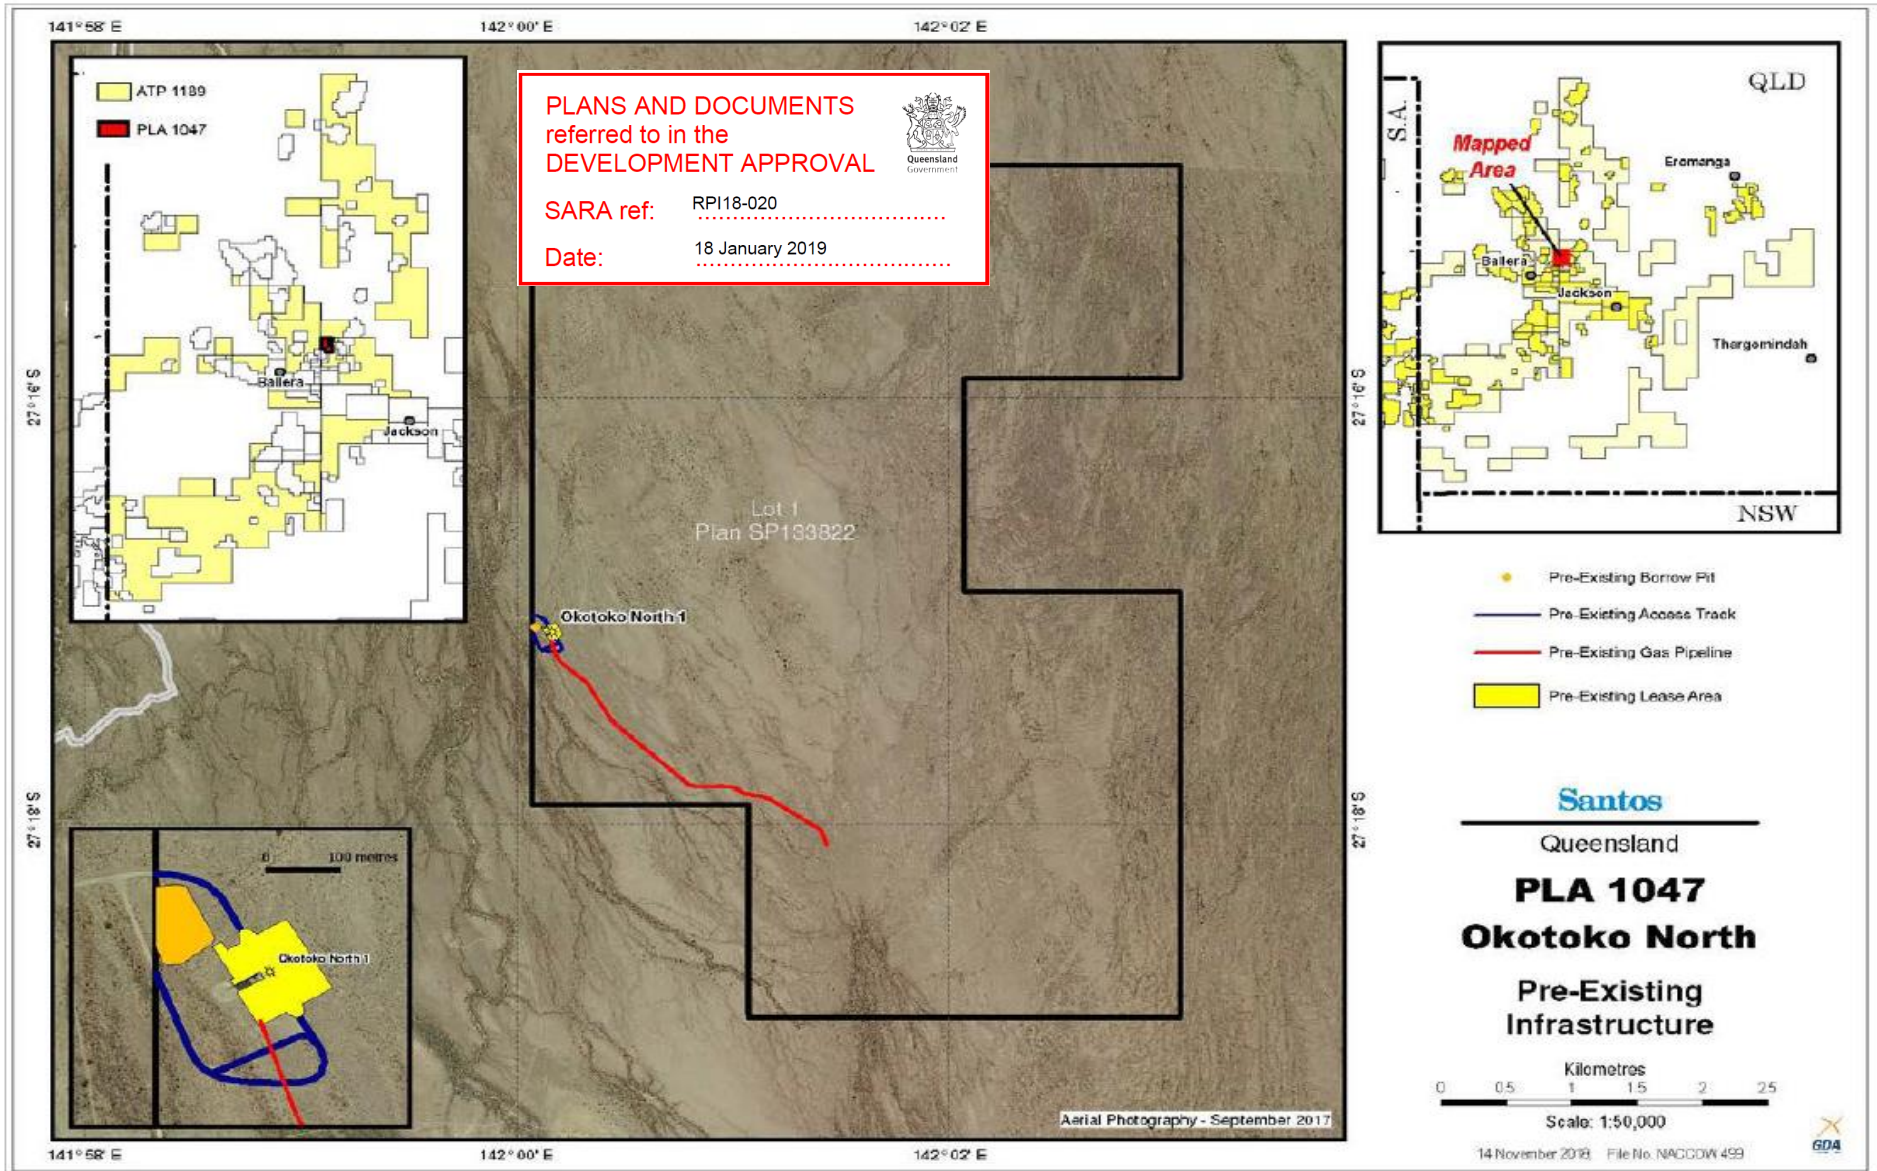 141°58' E
142°00' E
142°02' E
ATP 1189
PLA 1047
Ballera
Jackson
PLANS AND DOCUMENTS
referred to in the
DEVELOPMENT APPROVAL
Queensland
Government
SARA ref: RPI18-020
Date: 18 January 2019
QLD
S.A.
Mapped
Area
Eromanga
Ballera
Jackson
Thargomindah
NSW
27°16' S
27°16' S
Lot 1
Plan SP133822
Okotoko North 1
Pre-Existing Borrow Pit
Pre-Existing Access Track
Pre-Existing Gas Pipeline
Pre-Existing Lease Area
27°18' S
27°18' S
0 100 metres
Okotoko North 1
Santos
Queensland
PLA 1047
Okotoko North
Pre-Existing
Infrastructure
Kilometres
0 0.5 1 1.5 2 2.5
Scale: 1:50,000
Aerial Photography - September 2017
141°58' E
142°00' E
142°02' E
14 November 2018 File No. NACCOW 499
GDA